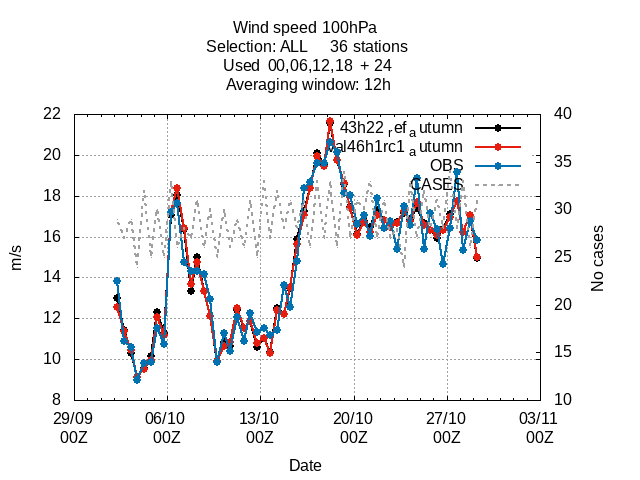 Wind speed 100hPa
Selection: ALL 36 stations
Used 00,06,12,18 + 24
Averaging window: 12h
22
20
18
16
14
12
10
8
40
35
30
25
20
15
10
43h22_ref_autumn
al46h1rc1_autumn
OBS
CASES
m/s
No cases
29/09 06/10 13/10 20/10 27/10 03/11
00Z 00Z 00Z 00Z 00Z 00Z
Date